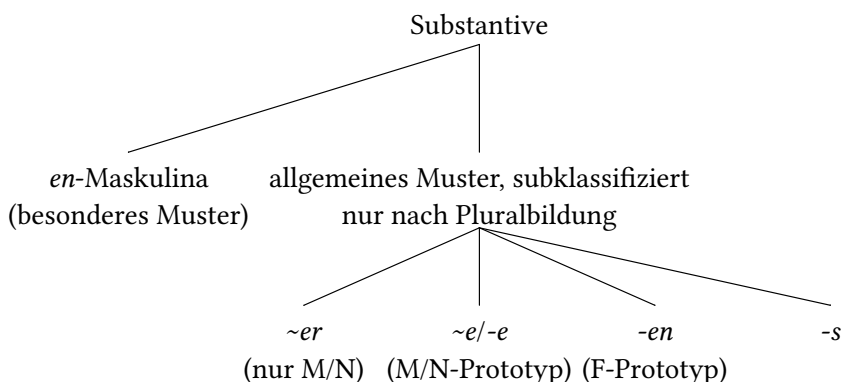 Substantive
en-Maskulina
(besonderes Muster)
allgemeines Muster, subklassifiziert
nur nach Pluralbildung
~er
(nur M/N)
~e/-e
(M/N-Prototyp)
-en
(F-Prototyp)
-s